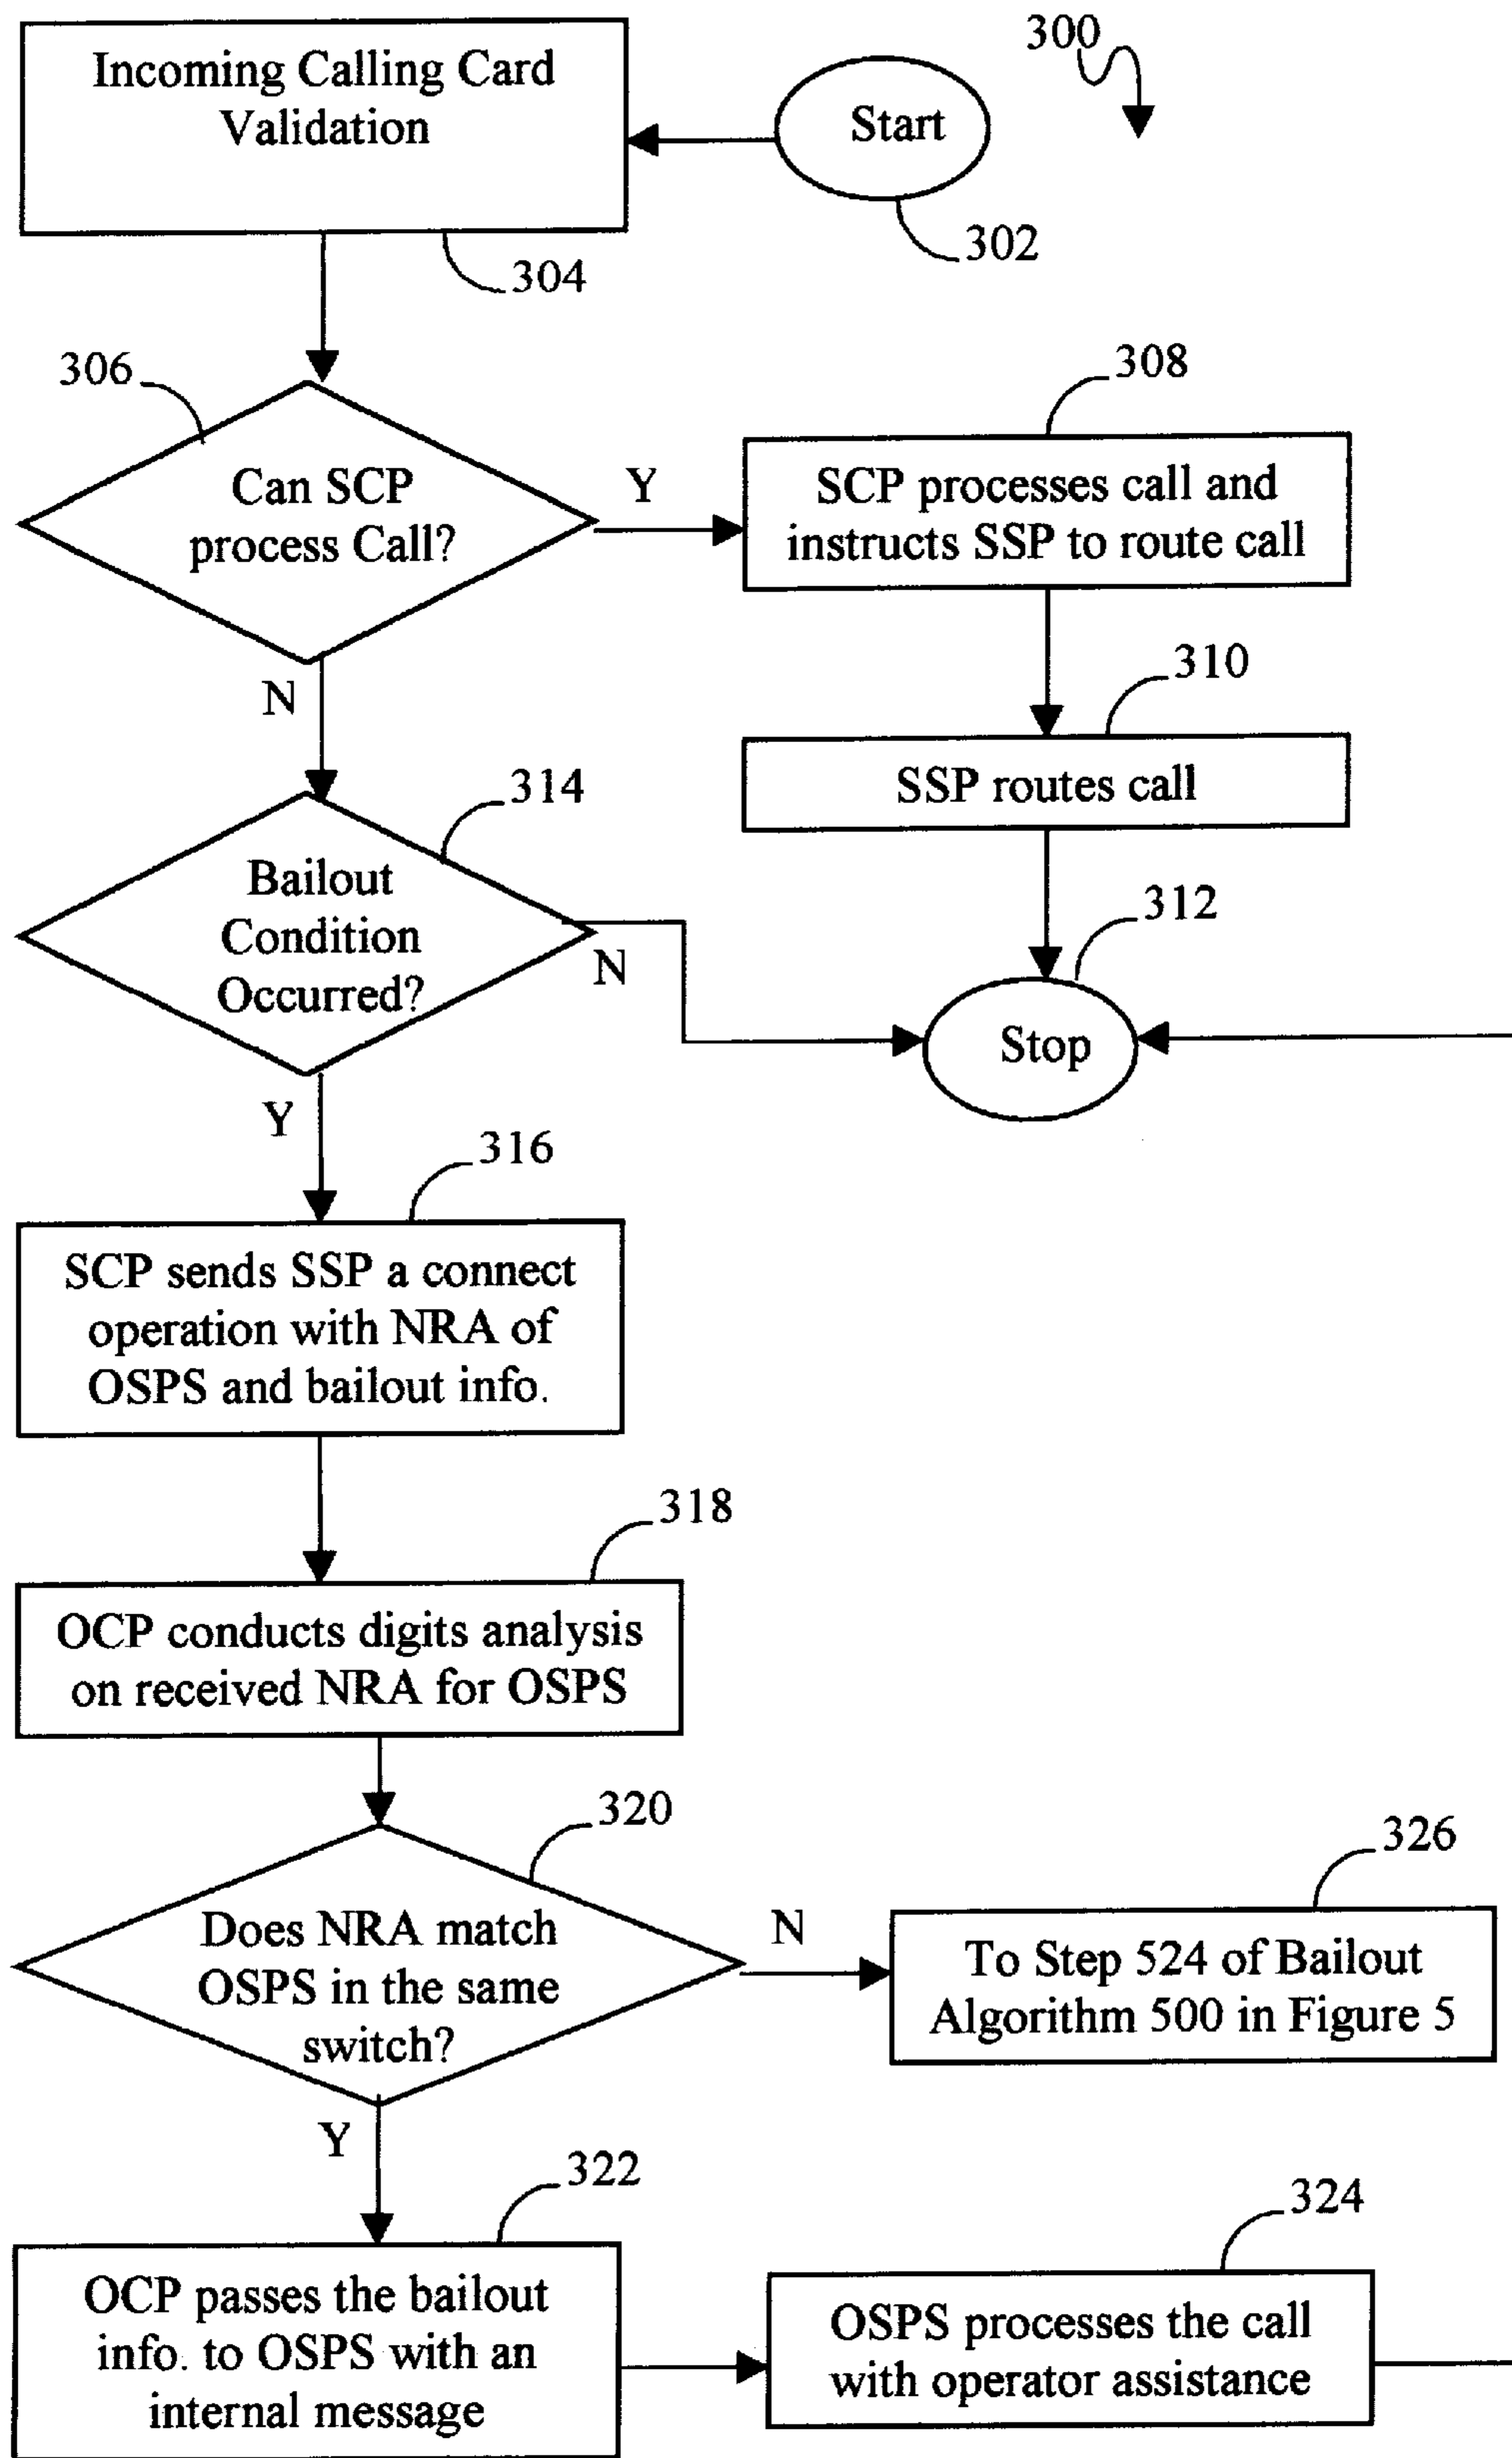 300
Incoming Calling Card
Validation
Start
302
304
306
308
Can SCP
process Call?
Y
SCP processes call and
instructs SSP to route call
N
310
SSP routes call
314
Bailout
Condition
Occurred?
N
312
Stop
Y
316
SCP sends SSP a connect
operation with NRA of
OSPS and bailout info.
318
OCP conducts digits analysis
on received NRA for OSPS
320
326
Does NRA match
OSPS in the same
switch?
N
To Step 524 of Bailout
Algorithm 500 in Figure 5
Y
322
324
OCP passes the bailout
info. to OSPS with an
internal message
OSPS processes the call
with operator assistance